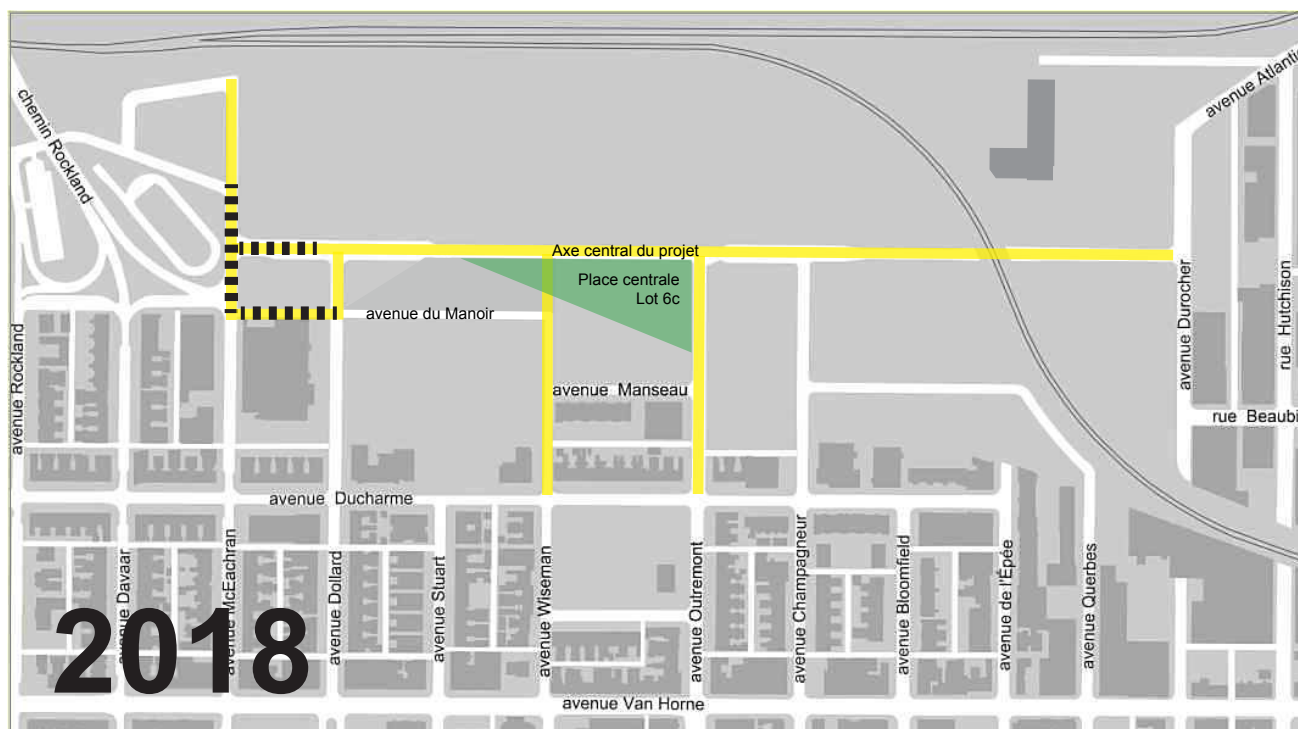 chemin Rockland
avenue Atlantic
Axe central du projet
Place centrale
Lot 6c
avenue du Manoir
avenue Durocher
rue Hutchison
avenue Rockland
avenue Manseau
rue Beaubi
avenue Ducharme
avenue Davaar
avenue McEachran
avenue Dollard
avenue Stuart
avenue Wiseman
avenue Outremont
avenue Champagneur
avenue Bloomfield
avenue de l'Épée
avenue Querbes
2018
avenue Van Horne